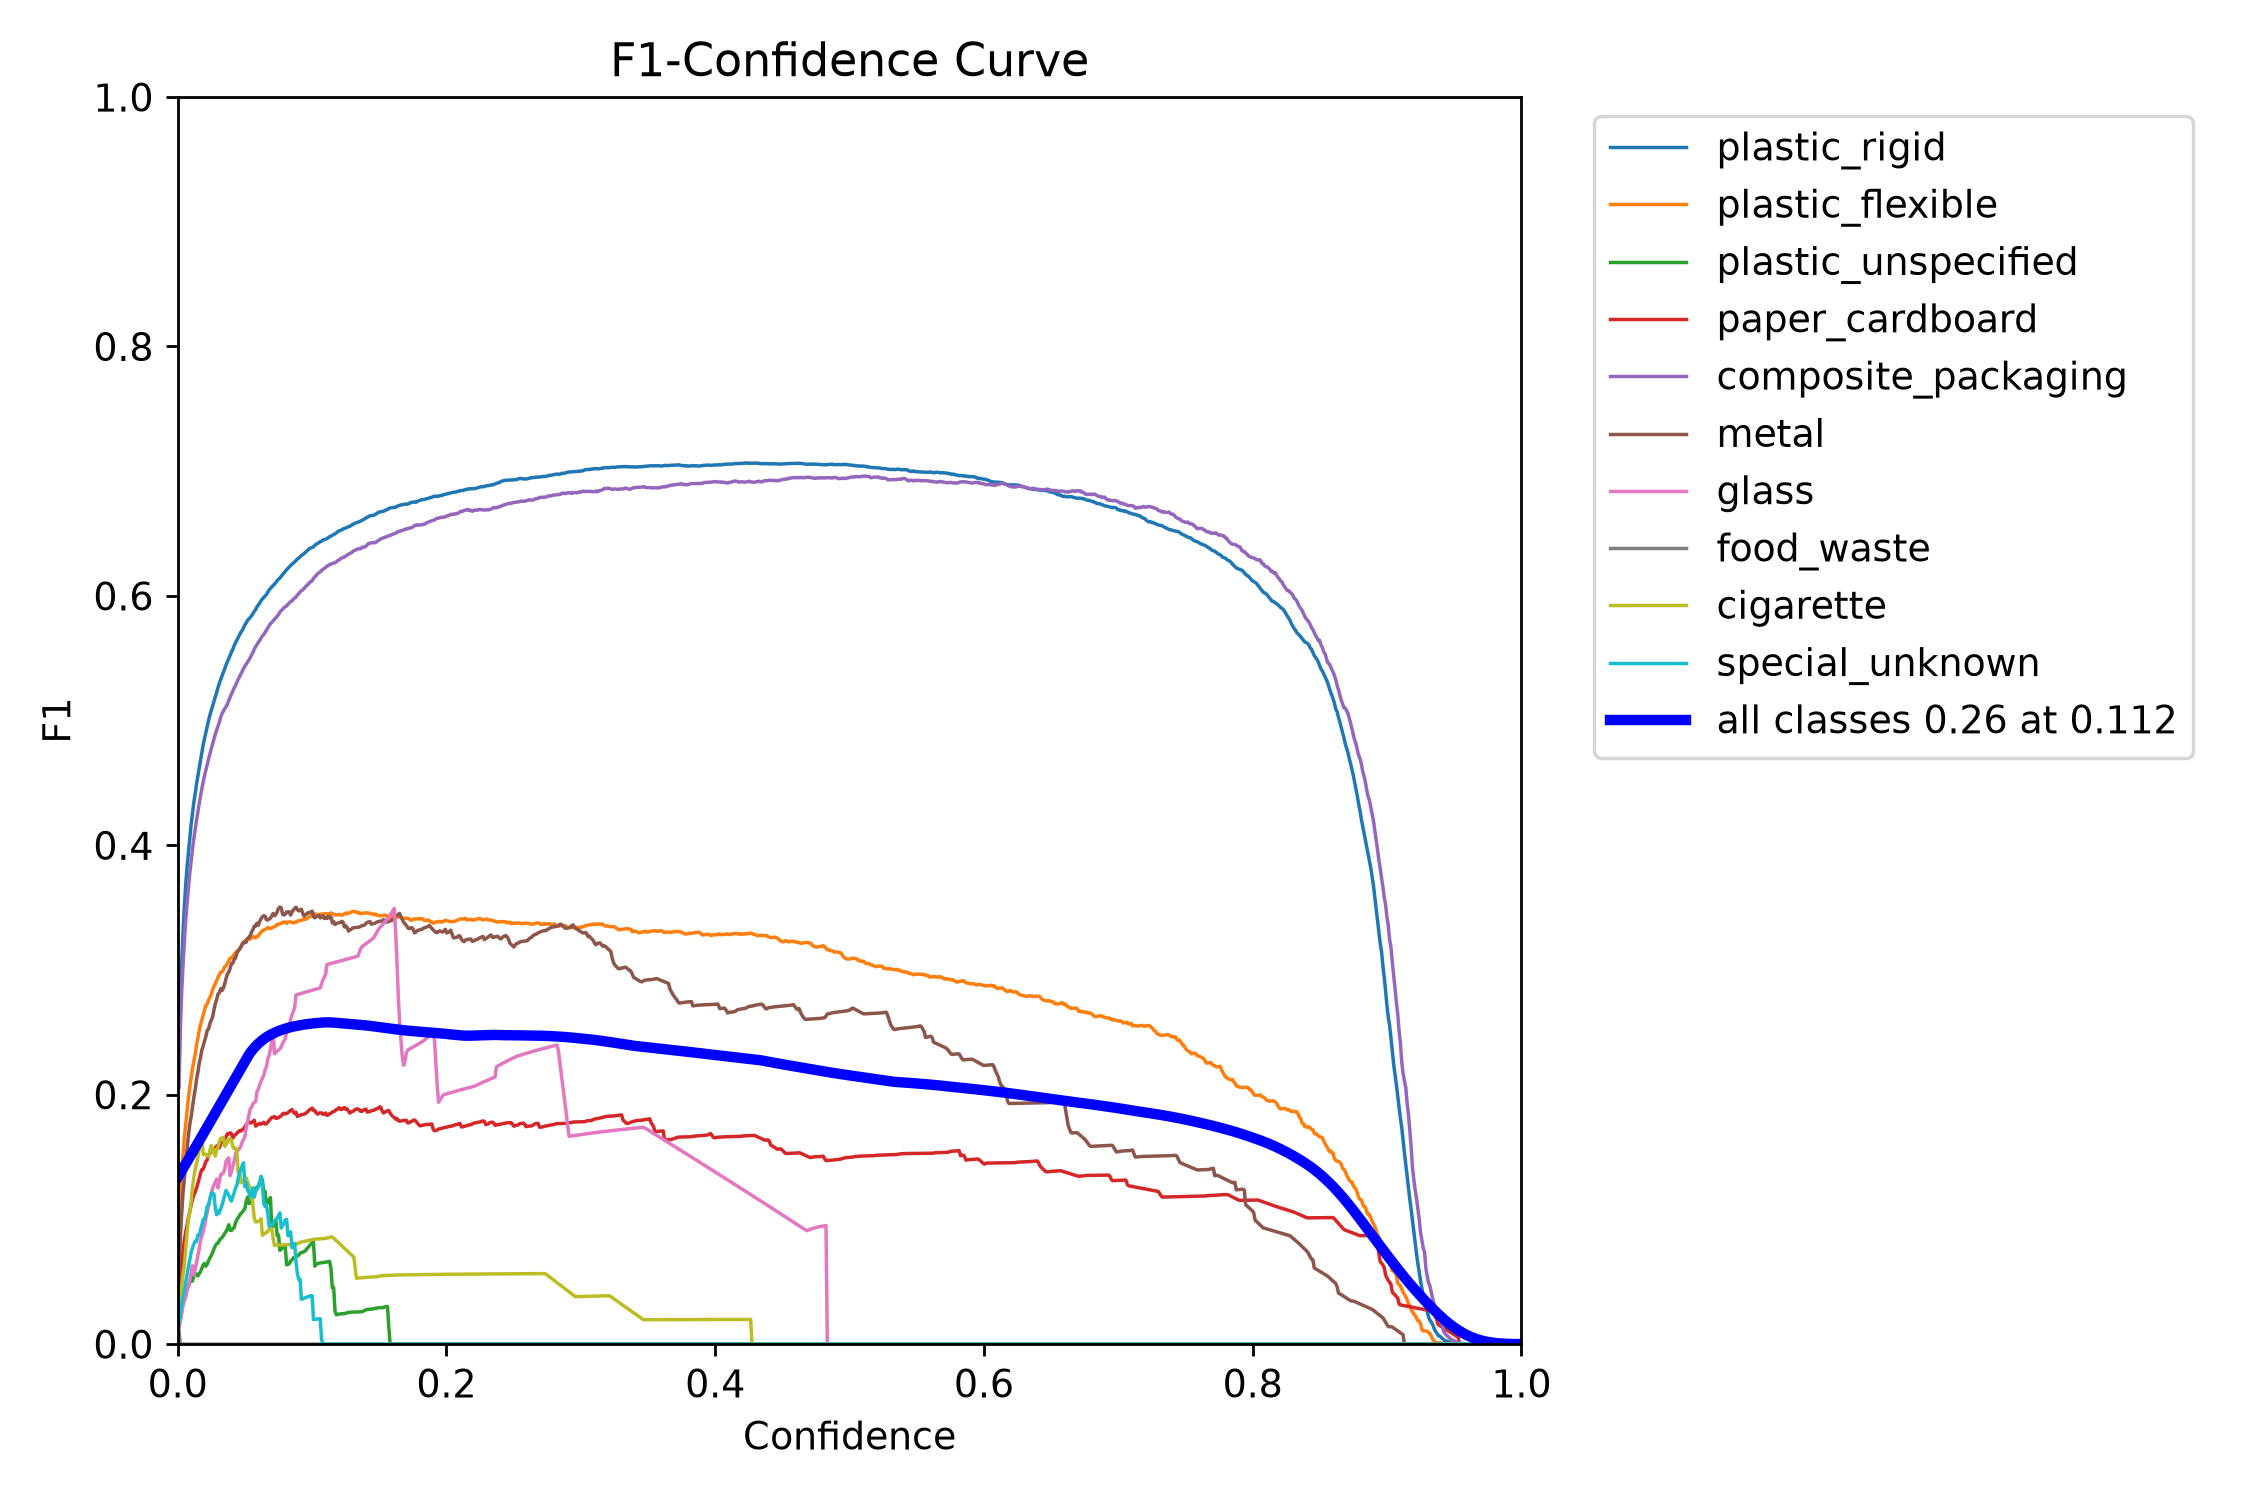 F1-Confidence Curve
1.0
0.8
0.6
0.4
0.2
0.0
F1
0.0 0.2 0.4 0.6 0.8 1.0
Confidence
plastic_rigid
plastic_flexible
plastic_unspecified
paper_cardboard
composite_packaging
metal
glass
food_waste
cigarette
special_unknown
all classes 0.26 at 0.112